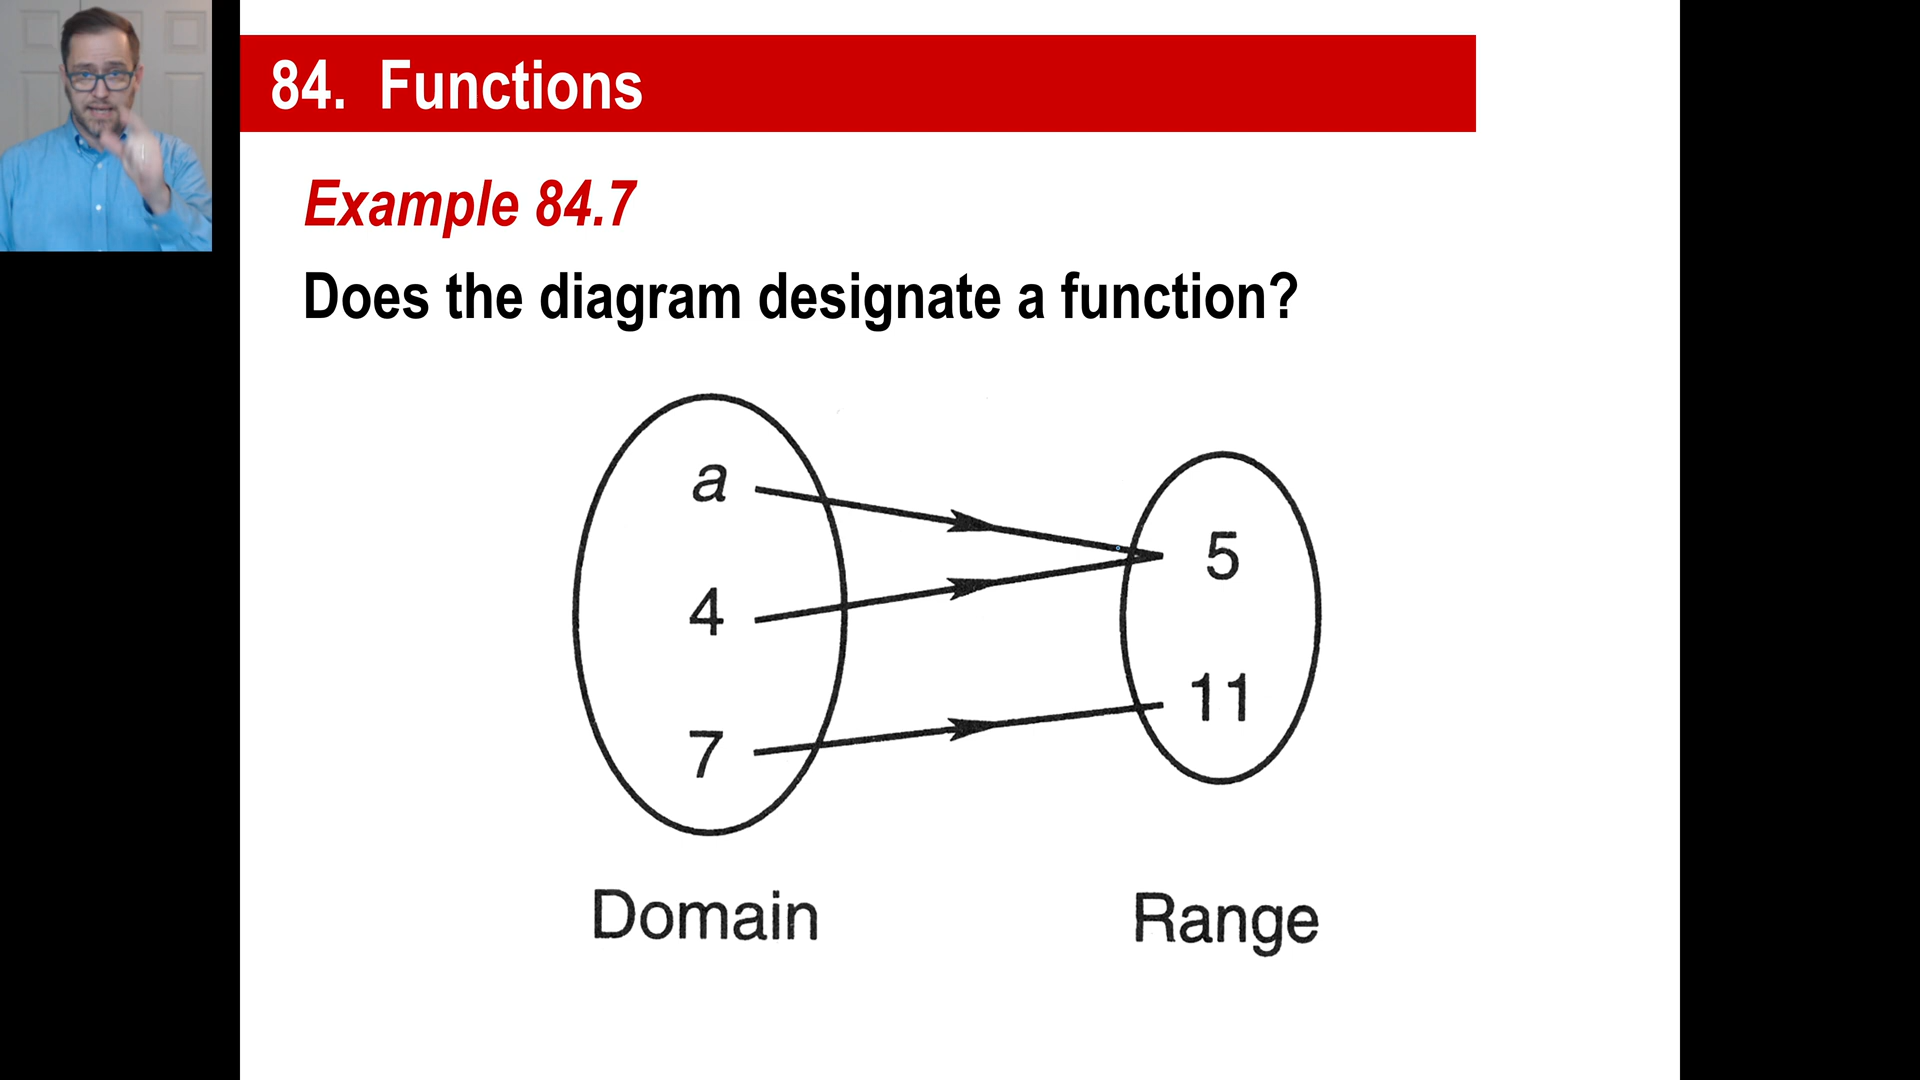 84. Functions
Example 84.7
Does the diagram designate a function?
a
5
4
11
7
Domain
Range